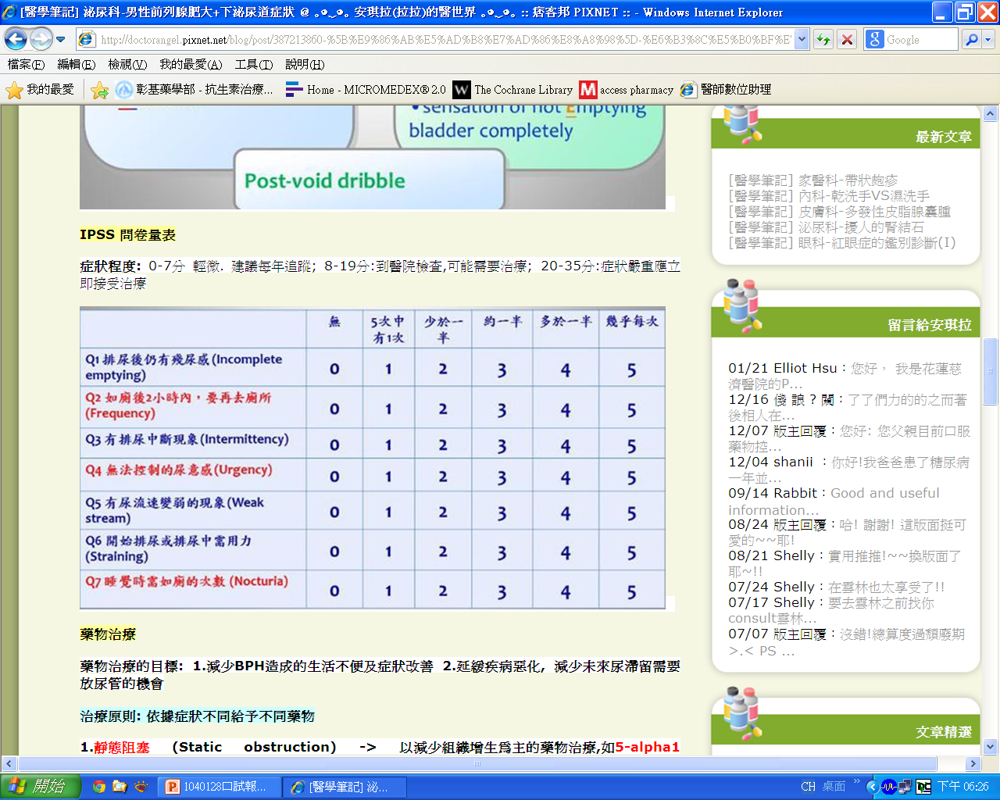 [醫學筆記] 泌尿科-男性前列腺肥大+下泌尿道症狀 @ ｡◕‿◕｡ 安琪拉(拉拉)的醫世界 ｡◕‿◕｡ :: 痞客邦 PIXNET :: - Windows Internet Explorer
http://doctorangel.pixnet.net/blog/post/387213860-%5B%E9%86%AB%E5%AD%B8%E7%AD%86%E8%A8%98%5D-%E6%B3%8C%E5%B0%BF%E
Google
檔案(F) 編輯(E) 檢視(V) 我的最愛(A) 工具(T) 說明(H)
我的最愛 彰基藥學部 - 抗生素治療... Home - MICROMEDEX® 2.0 The Cochrane Library access pharmacy 醫師數位助理
• sensation of not Emptying
bladder completely
Post-void dribble
IPSS 問卷量表
症狀程度: 0-7分 輕微. 建議每年追蹤; 8-19分:到醫院檢查,可能需要治療; 20-35分:症狀嚴重應立
即接受治療
無 5次中有1次 少於一半 約一半 多於一半 幾乎每次
Q1 排尿後仍有殘尿感(Incomplete
emptying) 0 1 2 3 4 5
Q2 如廁後2小時內，要再去廁所
(Frequency) 0 1 2 3 4 5
Q3 有排尿中斷現象(Intermittency) 0 1 2 3 4 5
Q4 無法控制的尿意感(Urgency) 0 1 2 3 4 5
Q5 有尿流速變弱的現象(Weak
stream) 0 1 2 3 4 5
Q6 開始排尿或排尿中需用力
(Straining) 0 1 2 3 4 5
Q7 睡覺時需如廁的次數 (Nocturia) 0 1 2 3 4 5
藥物治療
藥物治療的目標: 1.減少BPH造成的生活不便及症狀改善 2.延緩疾病惡化, 減少未來尿滯留需要
放尿管的機會
治療原則: 依據症狀不同給予不同藥物
1.靜態阻塞 (Static obstruction) -> 以減少組織增生為主的藥物治療,如5-alpha1
最新文章
[醫學筆記] 家醫科-帶狀皰疹
[醫學筆記] 內科-乾洗手VS濕洗手
[醫學筆記] 皮膚科-多發性皮脂腺囊腫
[醫學筆記] 泌尿科-擾人的腎結石
[醫學筆記] 眼科-紅眼症的鑑別診斷(I)
留言給安琪拉
01/21 Elliot Hsu：您好， 我是花蓮慈
濟醫院的P...
12/16 俴 諒 ? 闌：了了們力的的之而著
後相人在...
12/07 版主回覆：您好: 您父親目前口服
藥物控...
12/04 shanii ：你好!我爸爸患了糖尿病
一年並...
09/14 Rabbit：Good and useful
information...
08/24 版主回覆：哈! 謝謝! 這版面挺可
愛的~~耶!
08/21 Shelly：實用推推!~~換版面了
耶~!!
07/24 Shelly：在雲林也太享受了!!
07/17 Shelly：要去雲林之前找你
consult雲林...
07/07 版主回覆：沒錯!總算度過頹廢期
>.< PS ...
文章精選
開始 1040128口試報... [醫學筆記] 泌... CH 桌面 » 下午 06:26